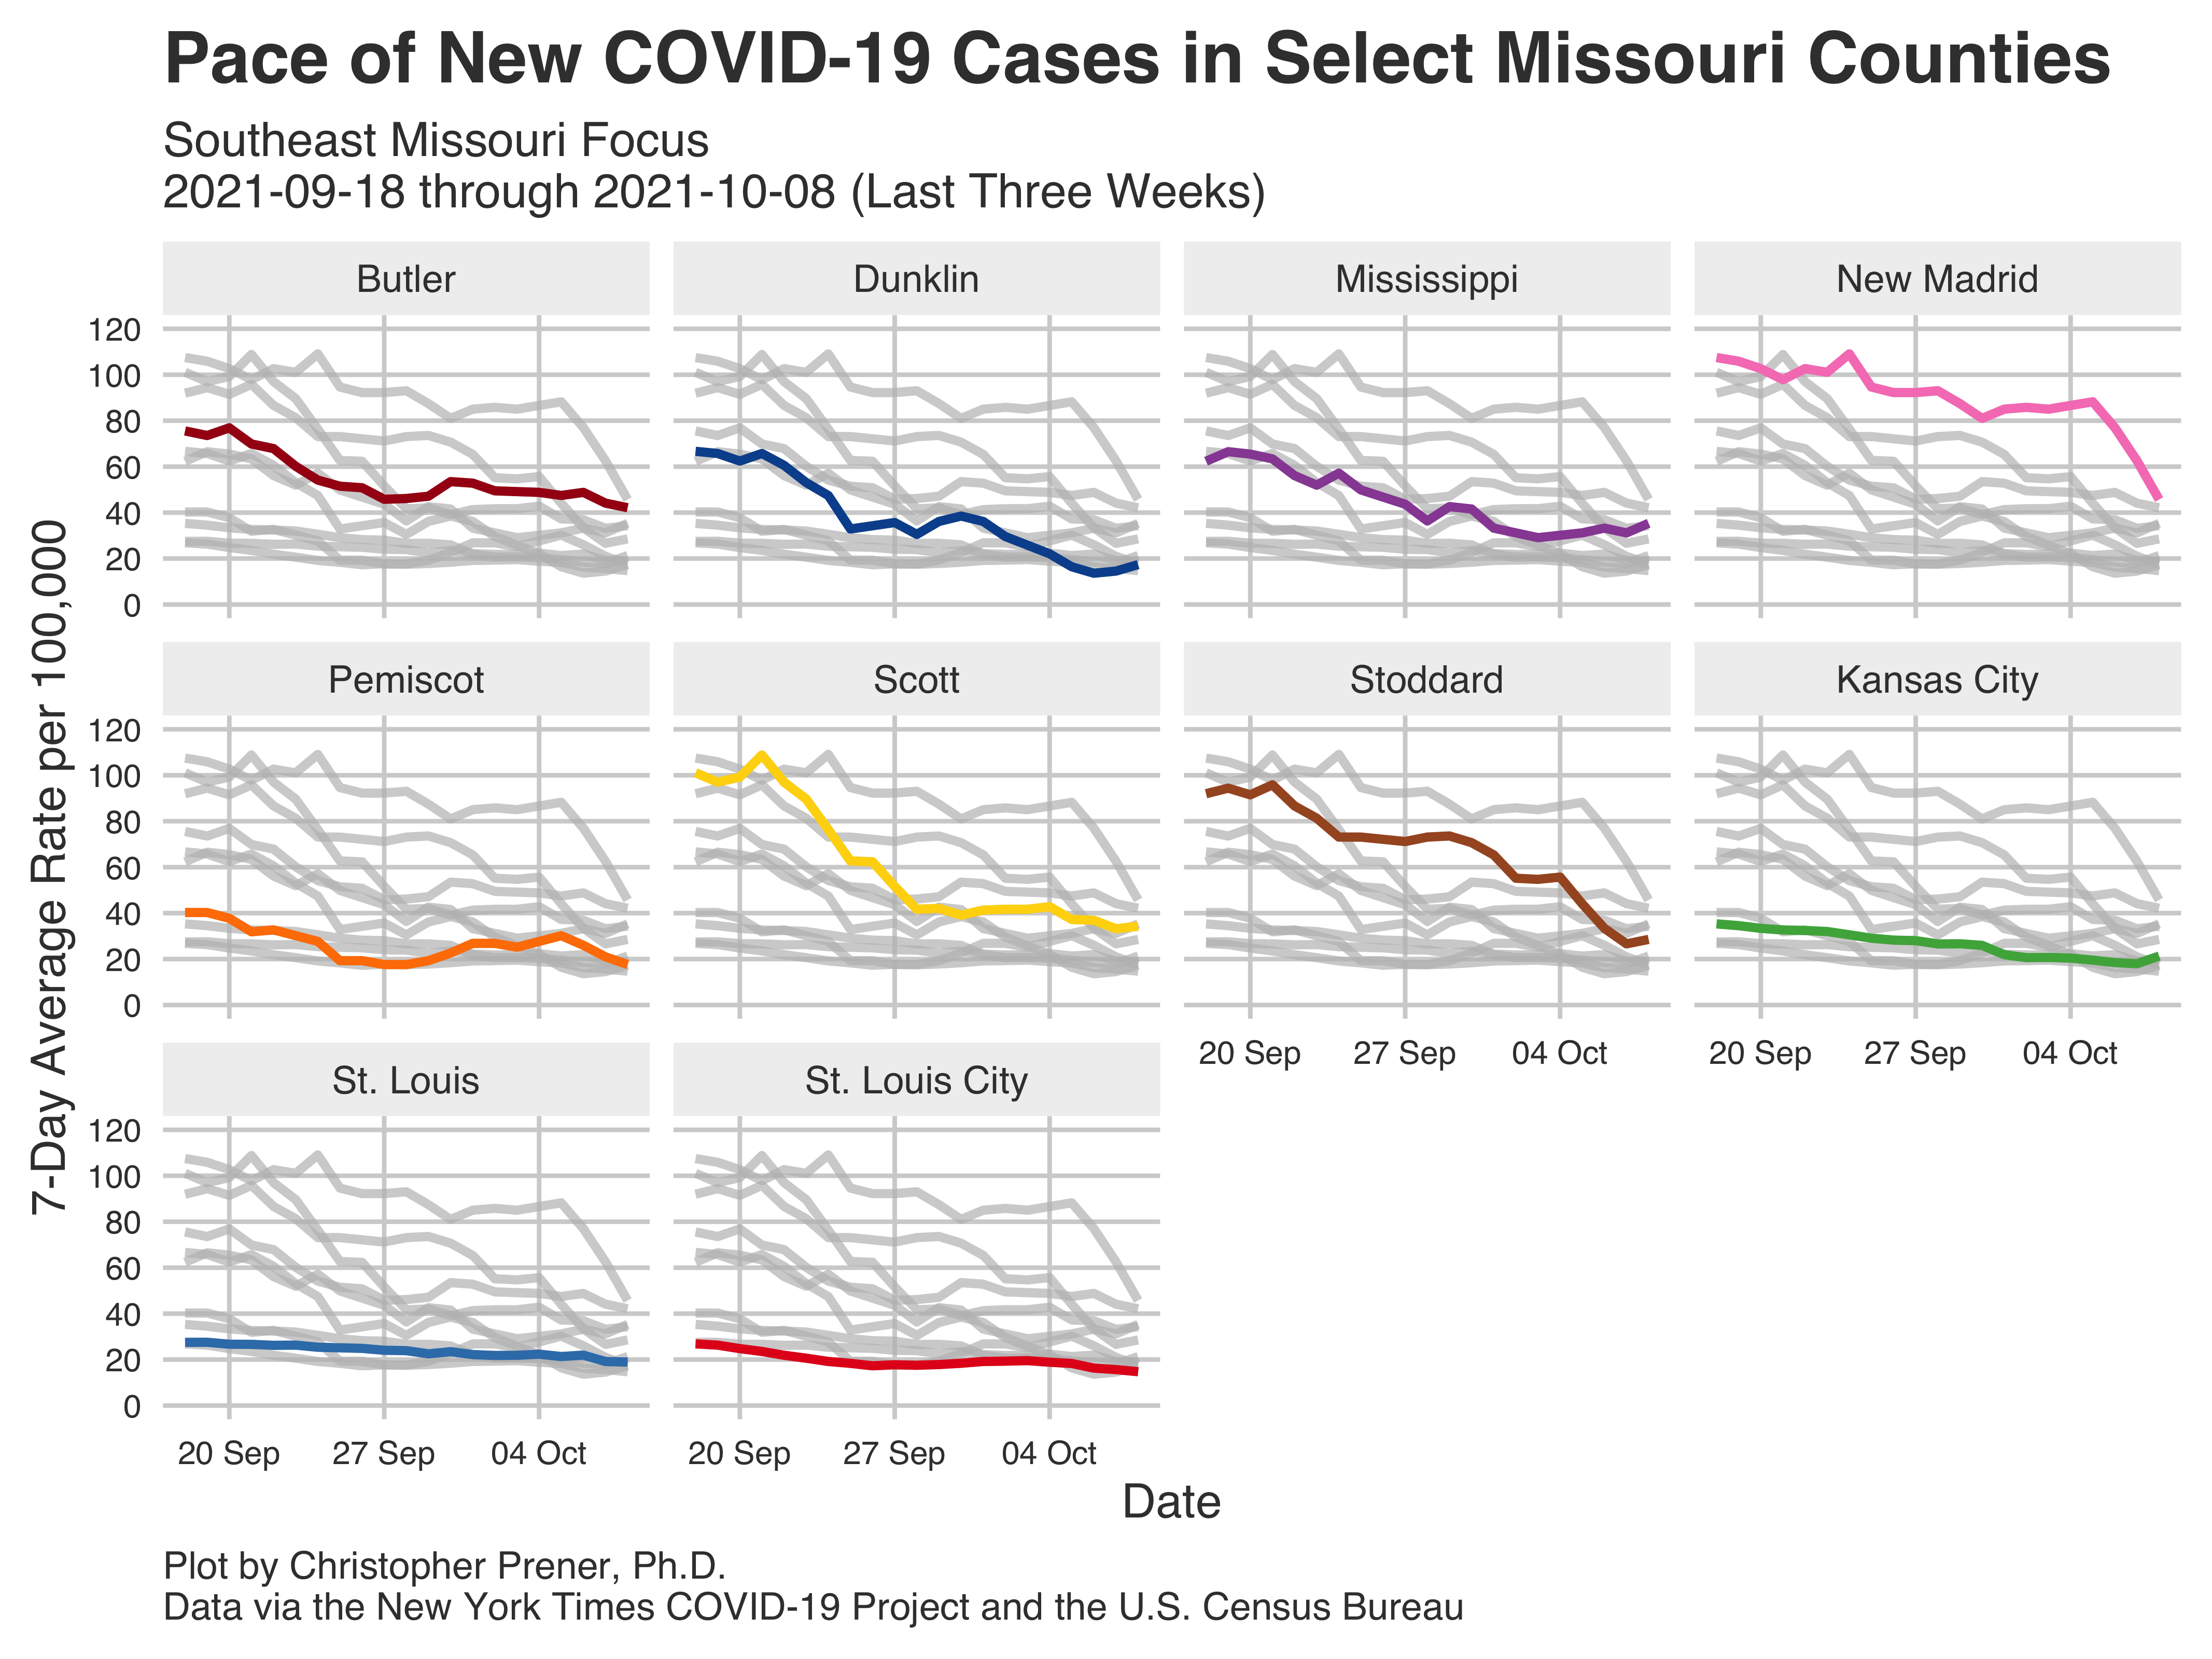 Pace of New COVID-19 Cases in Select Missouri Counties
Southeast Missouri Focus
2021-09-18 through 2021-10-08 (Last Three Weeks)
7-Day Average Rate per 100,000
Butler
Dunklin
Mississippi
New Madrid
120
100
80
60
40
20
0
Pemiscot
Scott
Stoddard
Kansas City
120
100
80
60
40
20
0
20 Sep 27 Sep 04 Oct
20 Sep 27 Sep 04 Oct
St. Louis
St. Louis City
120
100
80
60
40
20
0
20 Sep 27 Sep 04 Oct
20 Sep 27 Sep 04 Oct
Date
Plot by Christopher Prener, Ph.D.
Data via the New York Times COVID-19 Project and the U.S. Census Bureau